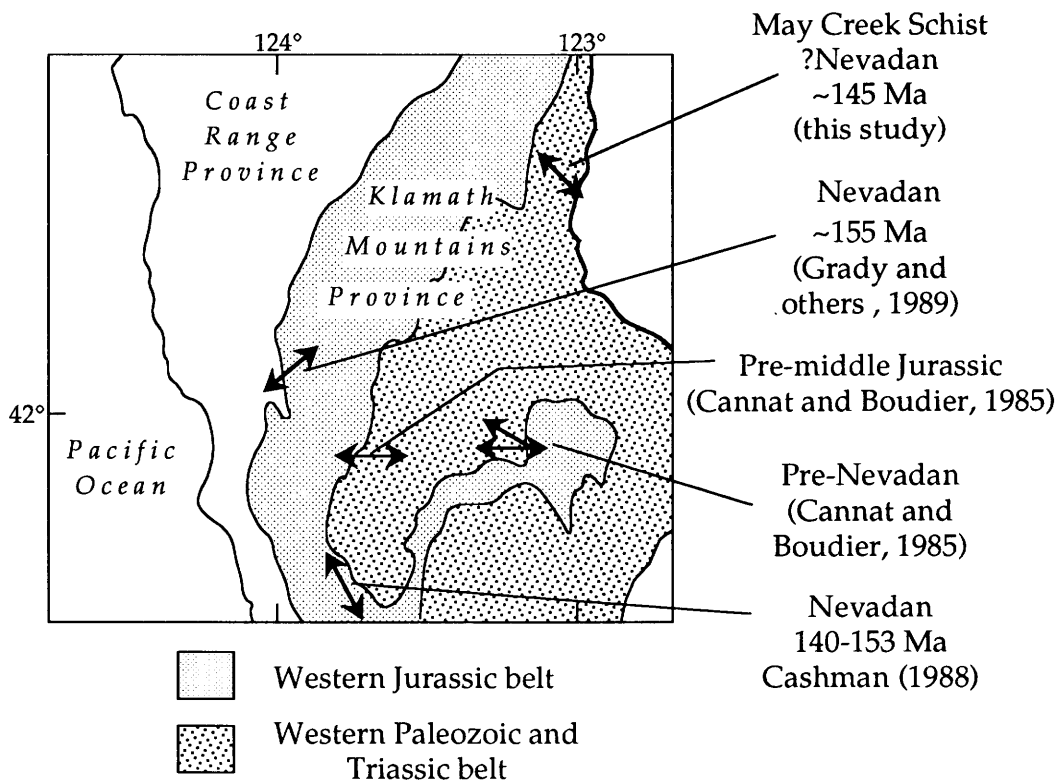 124°
123°
Coast
Range
Province
Klamath
Mountains
Province
42°
Pacific
Ocean
May Creek Schist
?Nevadan
~145 Ma
(this study)
Nevadan
~155 Ma
(Grady and
others , 1989)
Pre-middle Jurassic
(Cannat and Boudier, 1985)
Pre-Nevadan
(Cannat and
Boudier, 1985)
Nevadan
140-153 Ma
Cashman (1988)
Western Jurassic belt
Western Paleozoic and
Triassic belt